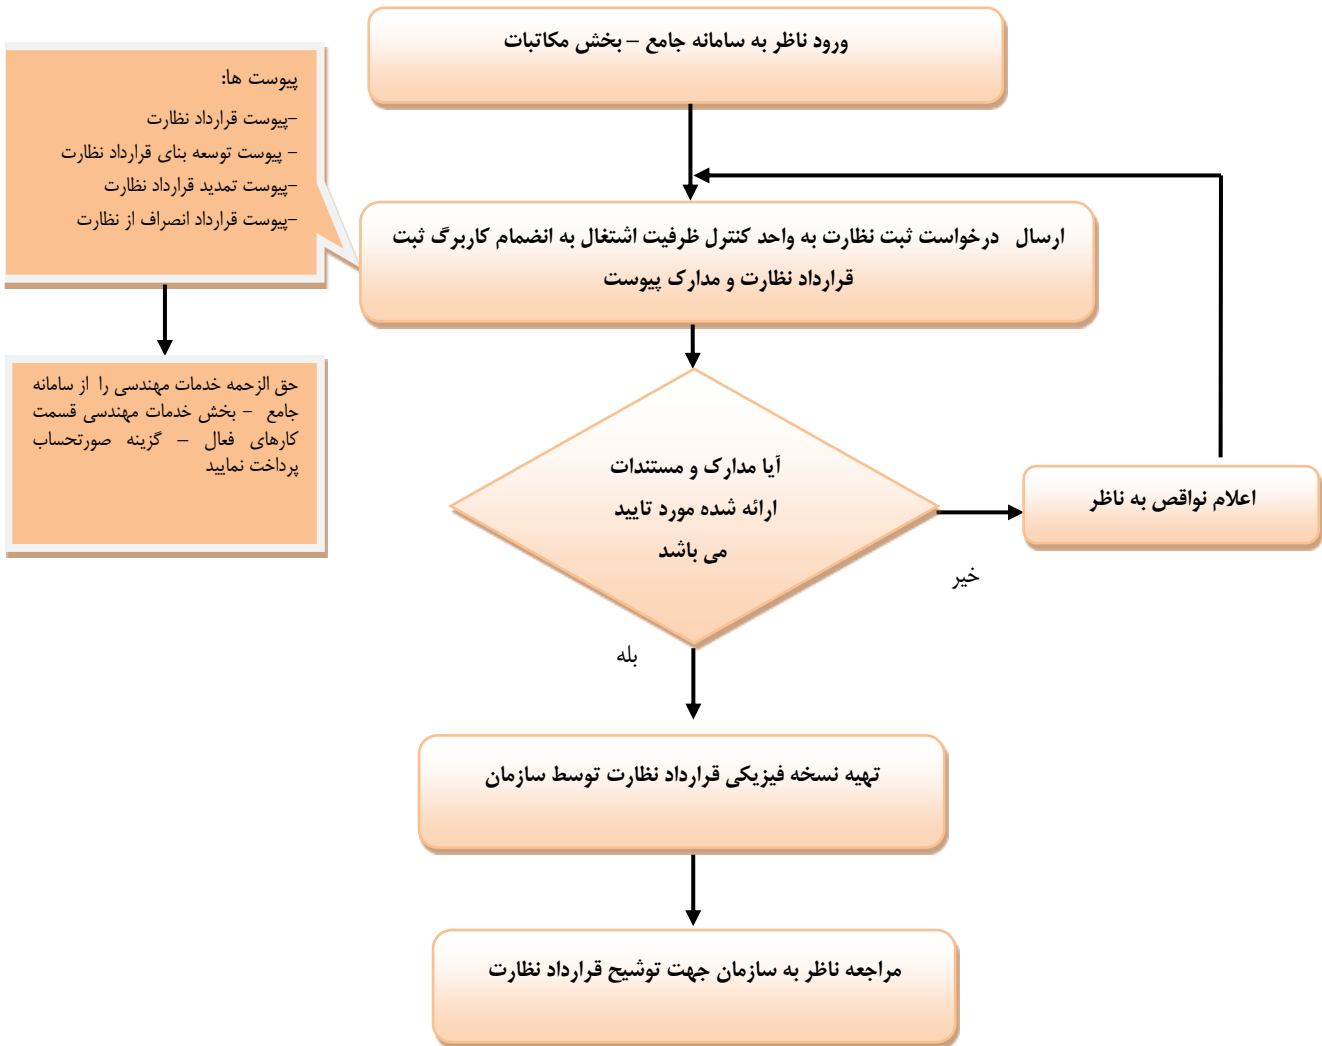 ورود ناظر به سامانه جامع – بخش مکاتبات
پیوست ها:
-پیوست قرارداد نظارت
- پیوست توسعه بنای قرارداد نظارت
-پیوست تمدید قرارداد نظارت
-پیوست قرارداد انصراف از نظارت
ارسال درخواست ثبت نظارت به واحد کنترل ظرفیت اشتغال به انضمام کاربرگ ثبت
قرارداد نظارت و مدارک پیوست
حق الزحمه خدمات مهندسی را از سامانه
جامع – بخش خدمات مهندسی قسمت
کارهای فعال – گزینه صورتحساب
پرداخت نمایید
آیا مدارک و مستندات
ارائه شده مورد تایید
می باشد
اعلام نواقص به ناظر
خیر
بله
تهیه نسخه فیزیکی قرارداد نظارت توسط سازمان
مراجعه ناظر به سازمان جهت توشیح قرارداد نظارت